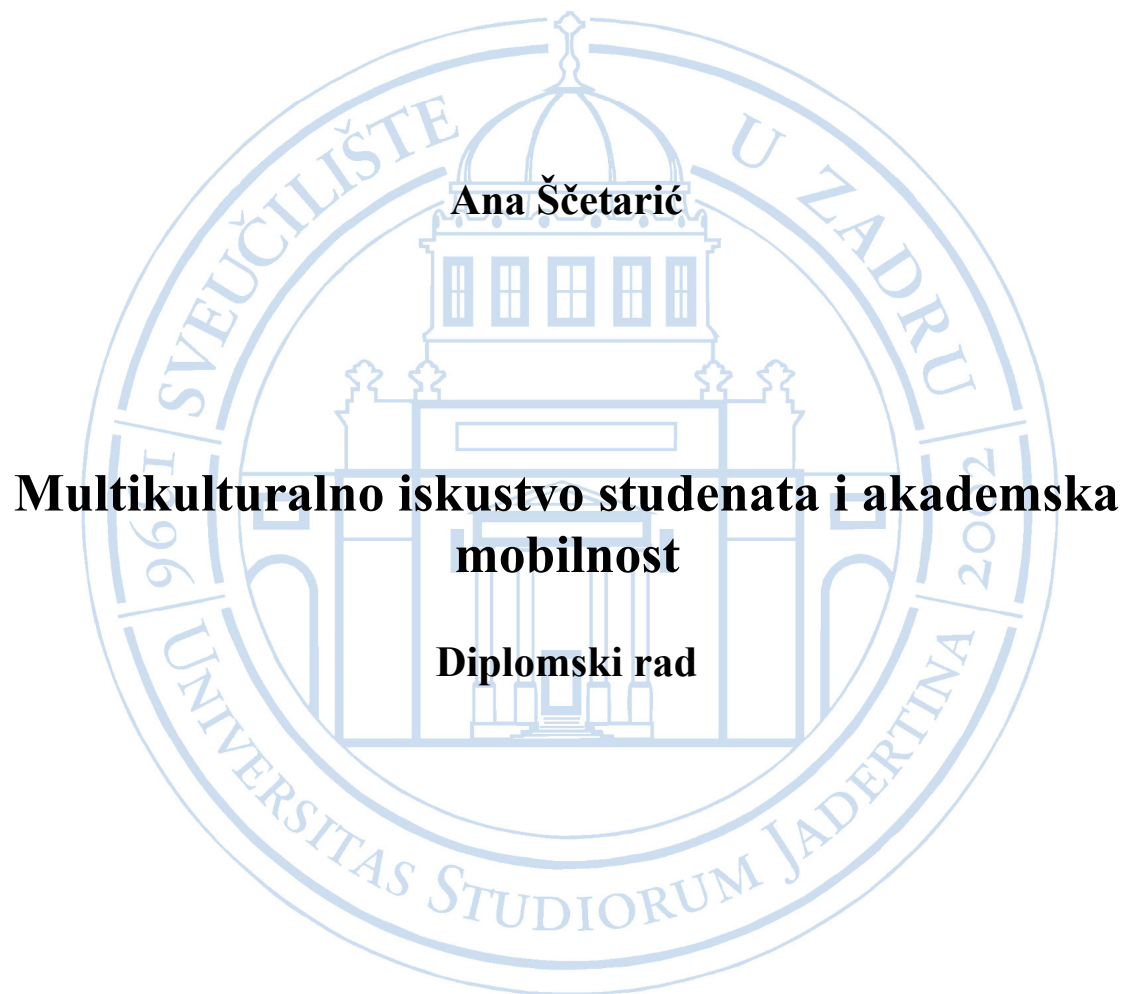 Ana Ščetarić
Multikulturalno iskustvo studenata i akademska
mobilnost
Diplomski rad
SVEUČILIŠTE U ZADRU
1396
2002
UNIVERSITAS STUDIORUM JADERTINA